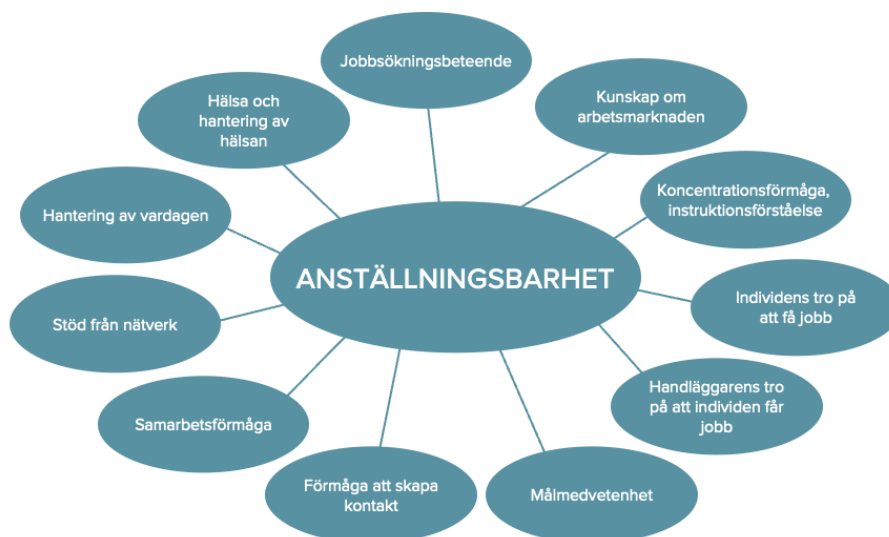 Jobbsökningsbeteende
Kunskap om
arbetsmarknaden
Koncentrationsförmåga,
instruktionsförståelse
Individens tro på
att få jobb
Handläggarens tro
på att individen får
jobb
Målmedvetenhet
Förmåga att skapa
kontakt
Samarbetsförmåga
Stöd från nätverk
Hantering av vardagen
Hälsa och
hantering av
hälsan
ANSTÄLLNINGSBARHET